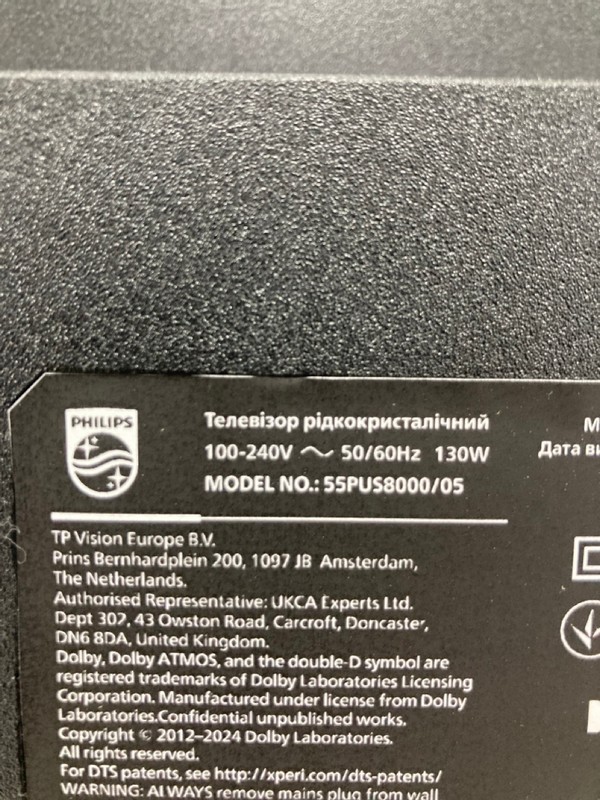 PHILIPS
Телевізор рідкокристалічний
100-240V ～ 50/60Hz 130W
Дата
MODEL NO.: 55PUS8000/05
TP Vision Europe B.V.
Prins Bernhardplein 200, 1097 JB Amsterdam,
The Netherlands.
Authorised Representative: UKCA Experts Ltd.
Dept 302, 43 Owston Road, Carcroft, Doncaster,
DN6 8DA, United Kingdom.
Dolby, Dolby ATMOS, and the double-D symbol are
registered trademarks of Dolby Laboratories Licensing
Corporation. Manufactured under license from Dolby
Laboratories.Confidential unpublished works.
Copyright © 2012–2024 Dolby Laboratories.
All rights reserved.
For DTS patents, see http://xperi.com/dts-patents/
WARNING: ALWAYS remove mains plug from wall